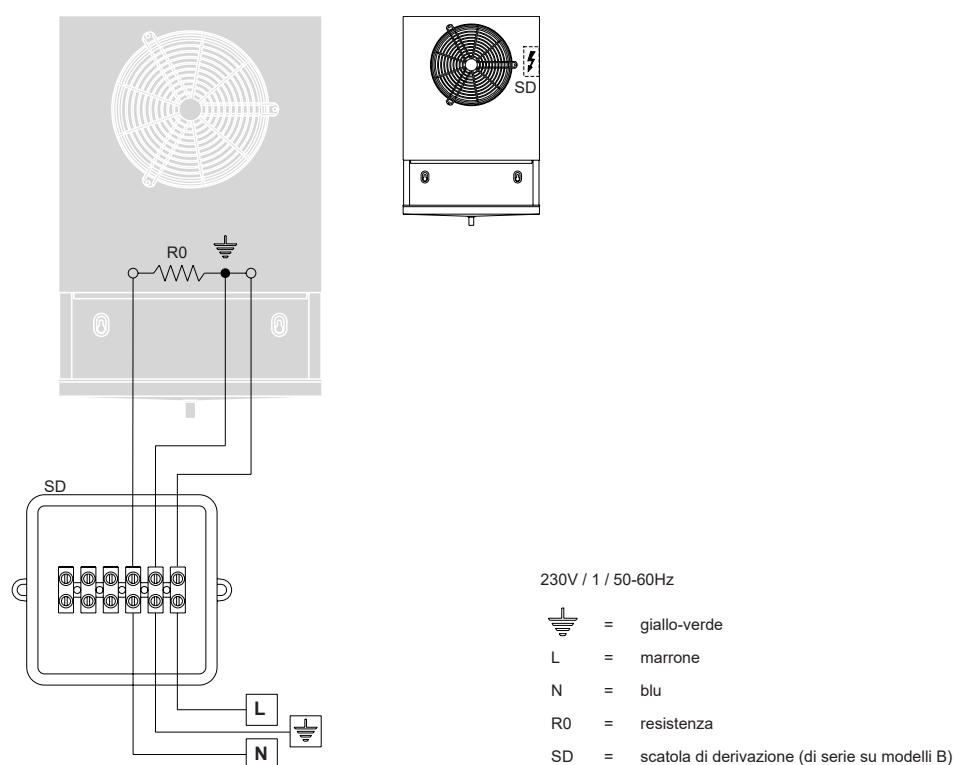 SD
R0
SD
L
N
230V / 1 / 50-60Hz
= giallo-verde
L = marrone
N = blu
R0 = resistenza
SD = scatola di derivazione (di serie su modelli B)